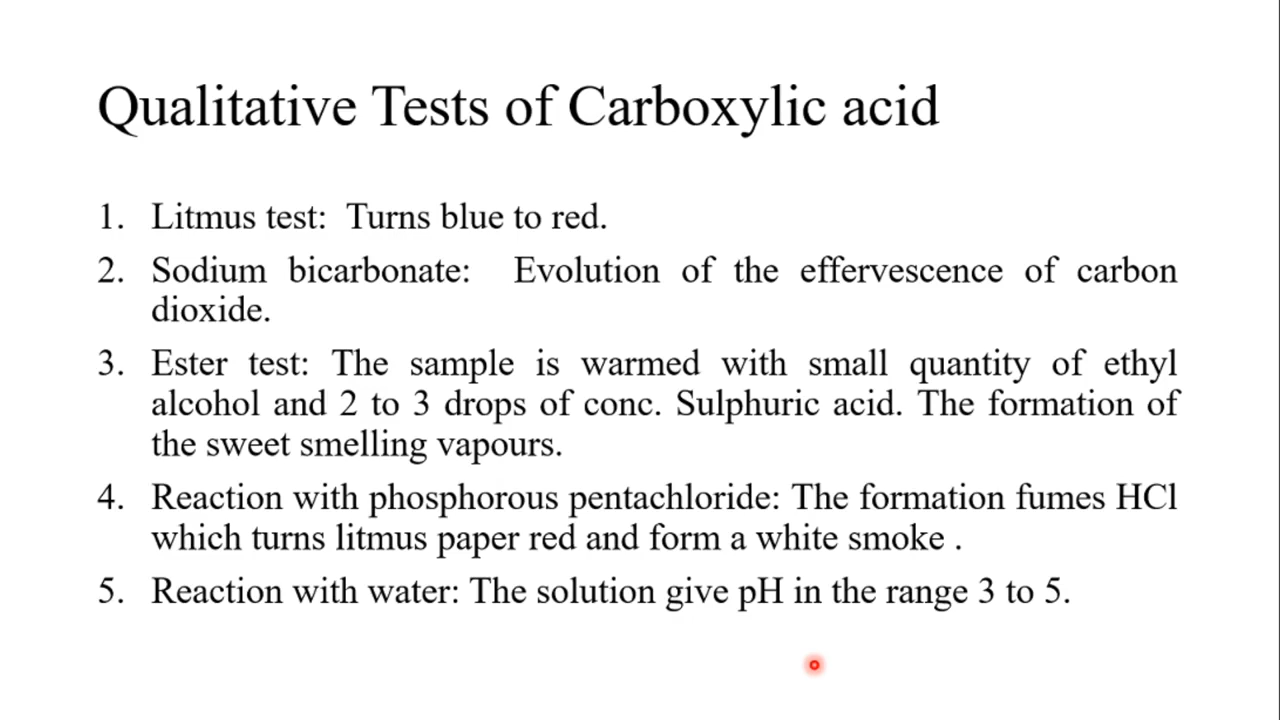 Qualitative Tests of Carboxylic acid
1. Litmus test: Turns blue to red.
2. Sodium bicarbonate: Evolution of the effervescence of carbon
dioxide.
3. Ester test: The sample is warmed with small quantity of ethyl
alcohol and 2 to 3 drops of conc. Sulphuric acid. The formation of
the sweet smelling vapours.
4. Reaction with phosphorous pentachloride: The formation fumes HCl
which turns litmus paper red and form a white smoke .
5. Reaction with water: The solution give pH in the range 3 to 5.